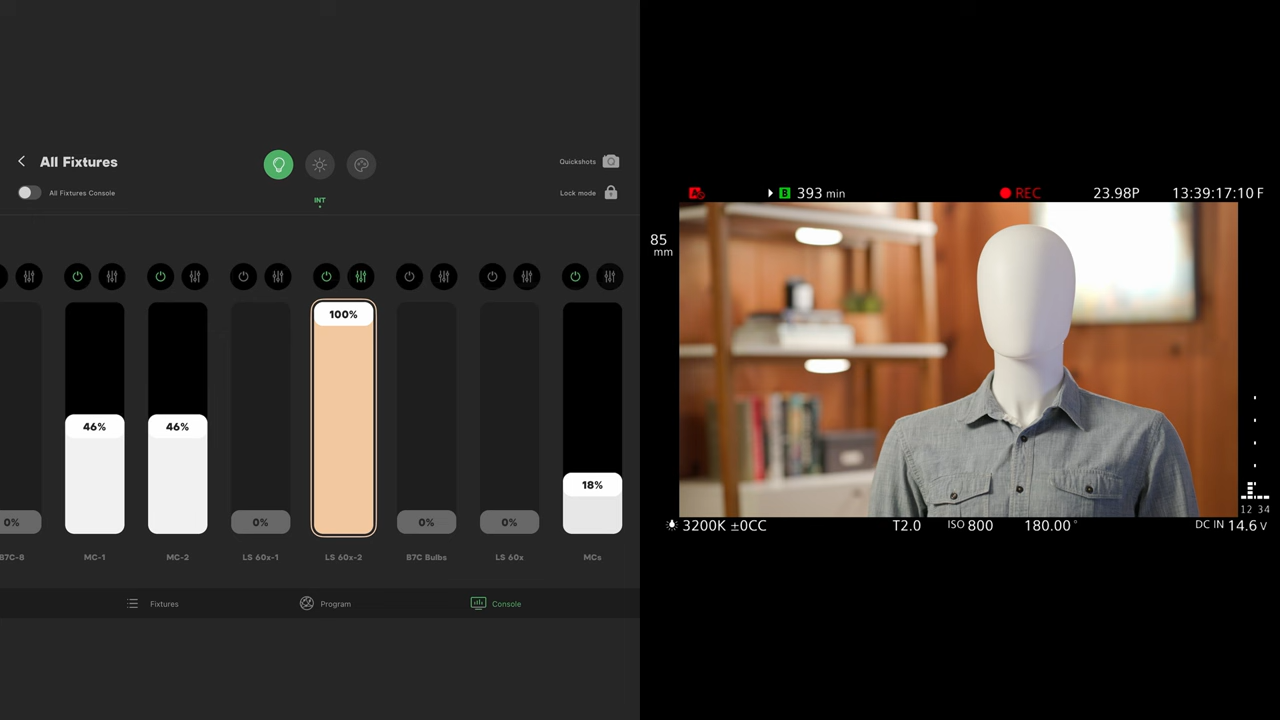 All Fixtures
All Fixtures Console
INT
Quickshots
Lock mode
46%
46%
100%
18%
0%
0%
0%
0%
B7C-8
MC-1
MC-2
LS 60x-1
LS 60x-2
B7C Bulbs
LS 60x
MCs
Fixtures
Program
Console
B 393 min
REC
23.98P
13:39:17:10 F
85
mm
12 34
3200K ±0CC
T2.0
ISO 800
180.00°
DC IN 14.6 V